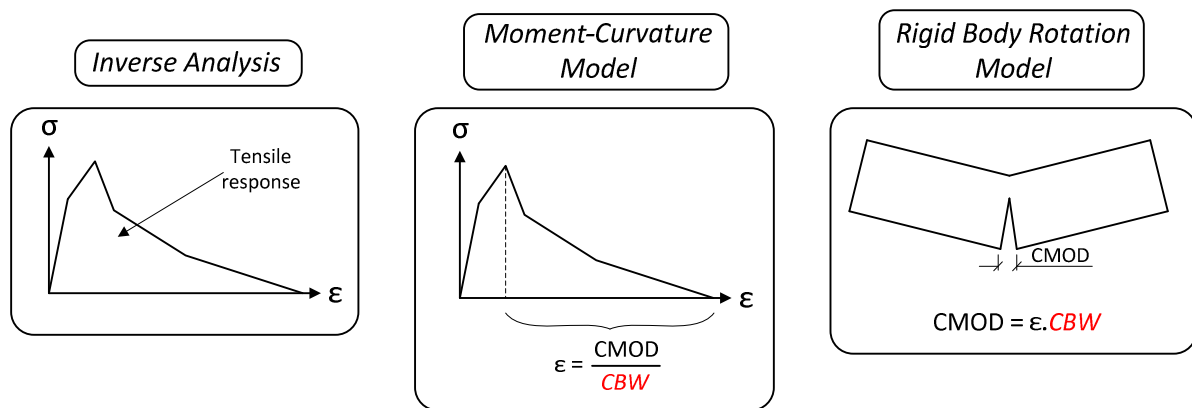 Inverse Analysis
σ
Tensile
response
ε
Moment-Curvature
Model
σ
ε
ε = CMOD
CBW
Rigid Body Rotation
Model
CMOD
CMOD = ε.CBW